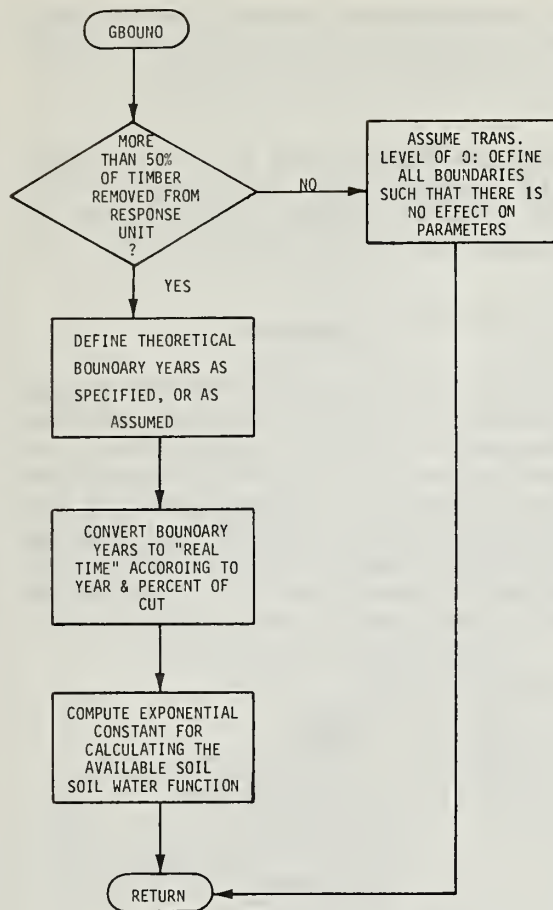 GBOUNO
MORE
THAN 50%
OF TIMBER
REMOVED FROM
RESPONSE
UNIT
?
NO
ASSUME TRANS.
LEVEL OF O: OEFINE
ALL BOUNDARIES
SUCH THAT THERE 1S
NO EFFECT ON
PARAMETERS
YES
DEFINE THEORETICAL
BOUNOARY YEARS AS
SPECIFIED, OR AS
ASSUMED
CONVERT BOUNDARY
YEARS TO "REAL
TIME" ACCOROING TO
YEAR & PERCENT OF
CUT
COMPUTE EXPONENTIAL
CONSTANT FOR
CALCULATING THE
AVAILABLE SOIL
SOIL WATER FUNCTION
RETURN